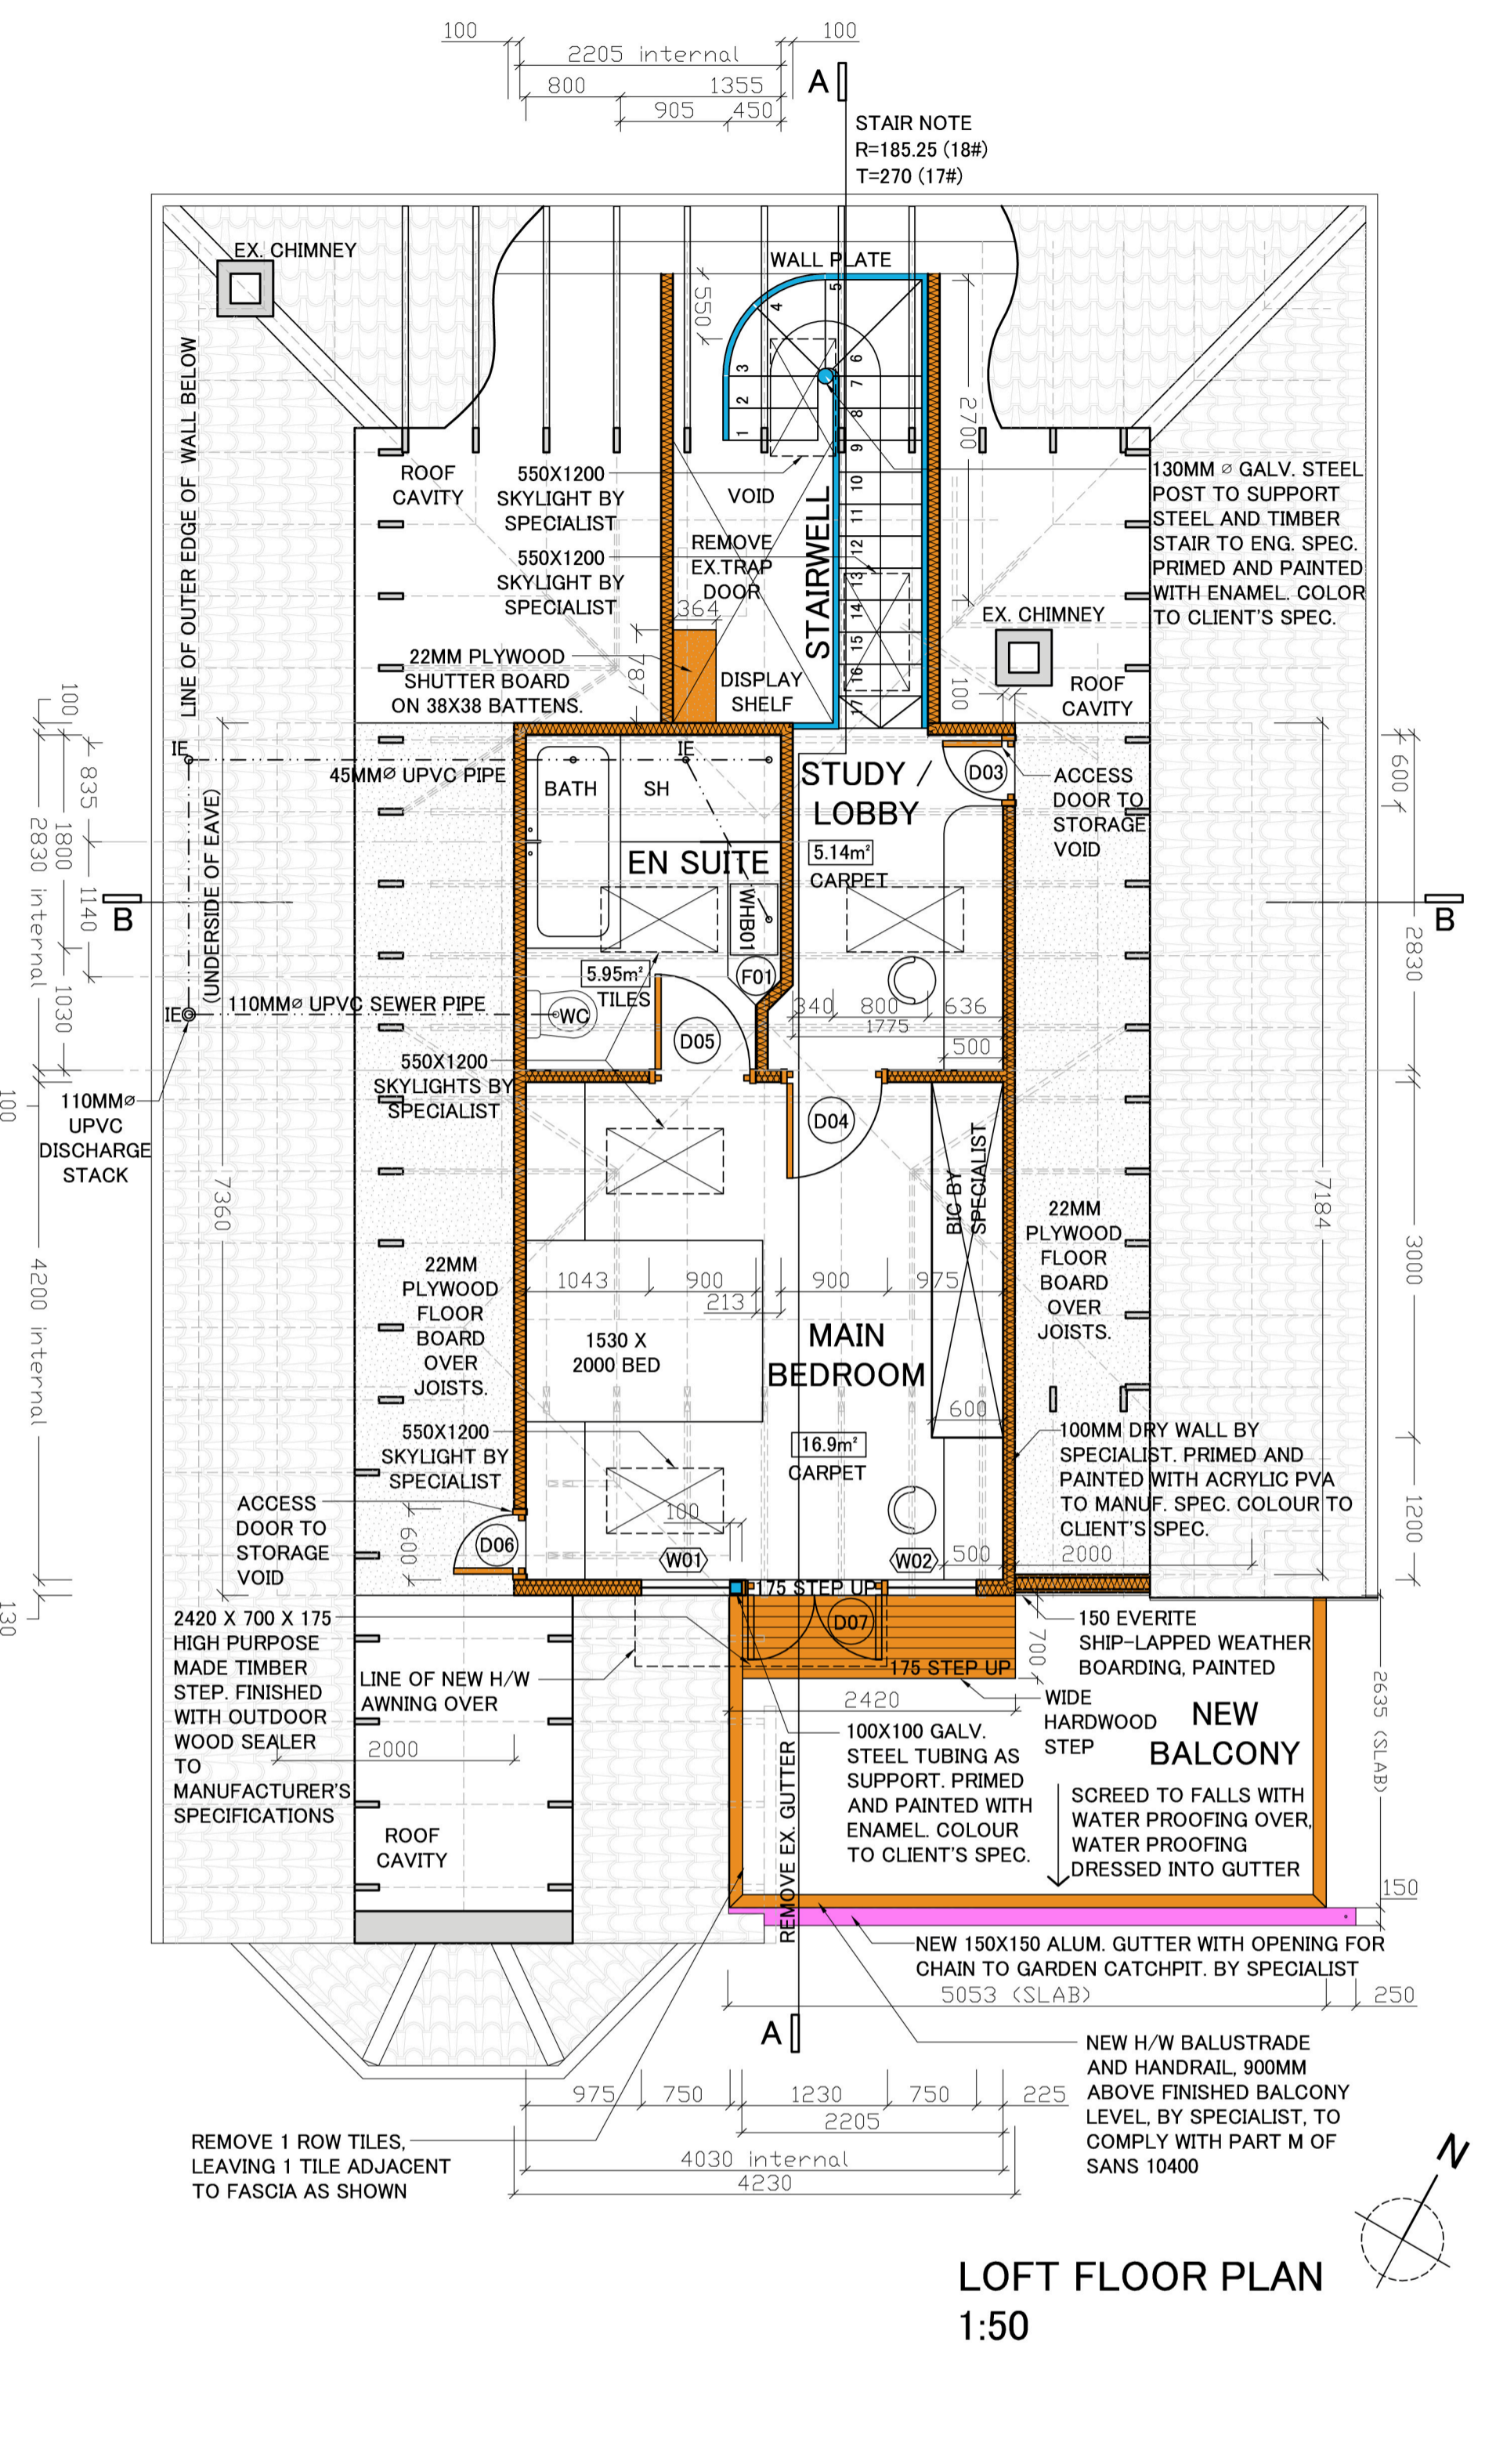 100
100
2205 internal
800
1355
905
450
A
STAIR NOTE
R=185.25 (18#)
T=270 (17#)
EX. CHIMNEY
WALL PLATE
550
1
2
3
4
5
6
7
8
9
10
11
12
13
14
15
16
17
2700
LINE OF OUTER EDGE OF WALL BELOW
(UNDERSIDE OF EAVE)
ROOF
CAVITY
550X1200
SKYLIGHT BY
SPECIALIST
550X1200
SKYLIGHT BY
SPECIALIST
VOID
REMOVE
EX.TRAP
DOOR
364
787
STAIRWELL
130MM ⌀ GALV. STEEL
POST TO SUPPORT
STEEL AND TIMBER
STAIR TO ENG. SPEC.
PRIMED AND PAINTED
WITH ENAMEL. COLOR
TO CLIENT'S SPEC.
EX. CHIMNEY
22MM PLYWOOD
SHUTTER BOARD
ON 38X38 BATTENS.
DISPLAY
SHELF
100
ROOF
CAVITY
100
835
1800
2830 internal
1140
1030
IE
45MM⌀ UPVC PIPE
BATH
IE
SH
STUDY /
LOBBY
D03
ACCESS
DOOR TO
STORAGE
VOID
600
5.14m²
CARPET
EN SUITE
WHB01
B
B
2830
5.95m²
TILES
F01
110MM⌀ UPVC SEWER PIPE
IE
WC
340
800
636
1775
500
D05
550X1200
SKYLIGHTS BY
SPECIALIST
100
110MM⌀
UPVC
DISCHARGE
STACK
D04
BIC BY
SPECIALIST
7360
7184
22MM
PLYWOOD
FLOOR
BOARD
OVER
JOISTS.
22MM
PLYWOOD
FLOOR
BOARD
OVER
JOISTS.
3000
4200 internal
1043
900
213
900
975
1530 X
2000 BED
MAIN
BEDROOM
600
16.9m²
CARPET
550X1200
SKYLIGHT BY
SPECIALIST
100MM DRY WALL BY
SPECIALIST. PRIMED AND
PAINTED WITH ACRYLIC PVA
TO MANUF. SPEC. COLOUR TO
CLIENT'S SPEC.
1200
ACCESS
DOOR TO
STORAGE
VOID
600
D06
100
W01
W02
500
2000
130
175 STEP UP
2420 X 700 X 175
HIGH PURPOSE
MADE TIMBER
STEP. FINISHED
WITH OUTDOOR
WOOD SEALER
TO
MANUFACTURER'S
SPECIFICATIONS
LINE OF NEW H/W
AWNING OVER
D07
175 STEP UP
700
150 EVERITE
SHIP-LAPPED WEATHER
BOARDING, PAINTED
2420
WIDE
HARDWOOD
STEP
NEW
BALCONY
2635 (SLAB)
2000
100X100 GALV.
STEEL TUBING AS
SUPPORT. PRIMED
AND PAINTED WITH
ENAMEL. COLOUR
TO CLIENT'S SPEC.
SCREED TO FALLS WITH
WATER PROOFING OVER,
WATER PROOFING
DRESSED INTO GUTTER
ROOF
CAVITY
REMOVE EX. GUTTER
150
NEW 150X150 ALUM. GUTTER WITH OPENING FOR
CHAIN TO GARDEN CATCHPIT. BY SPECIALIST
5053 (SLAB)
250
A
NEW H/W BALUSTRADE
AND HANDRAIL, 900MM
ABOVE FINISHED BALCONY
LEVEL, BY SPECIALIST, TO
COMPLY WITH PART M OF
SANS 10400
975
750
1230
750
225
2205
4030 internal
4230
REMOVE 1 ROW TILES,
LEAVING 1 TILE ADJACENT
TO FASCIA AS SHOWN
N
LOFT FLOOR PLAN
1:50